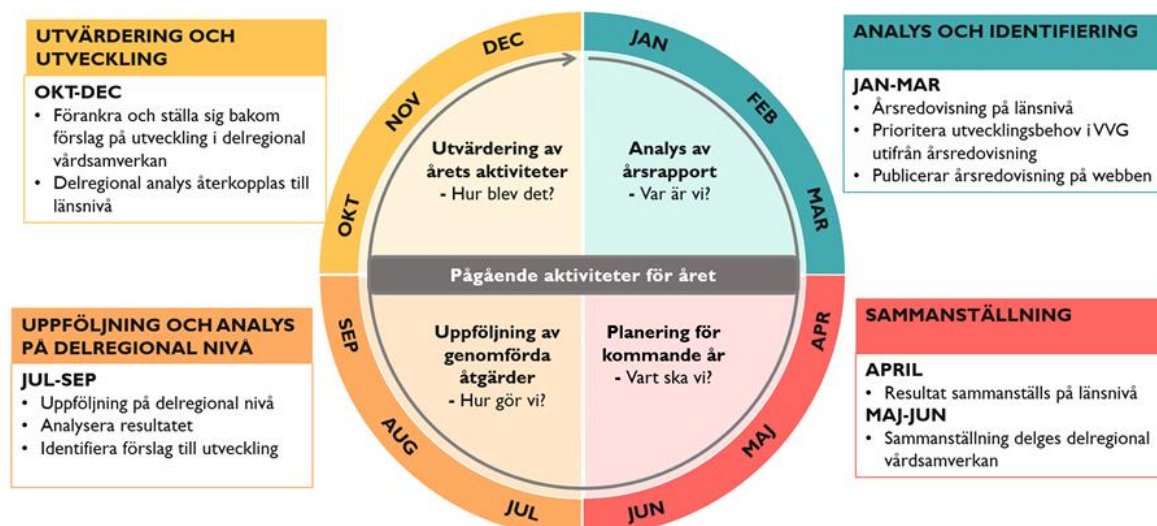 UTVÄRDERING OCH
UTVECKLING
OKT-DEC
• Förankra och ställa sig bakom
förslag på utveckling i delregional
vårdsamverkan
• Delregional analys återkopplas till
länsnivå
DEC
NOV
OKT
JAN
FEB
MAR
Utvärdering av
årets aktiviteter
- Hur blev det?
Analys av
årsrapport
- Var är vi?
ANALYS OCH IDENTIFIERING
JAN-MAR
• Årsredovisning på länsnivå
• Prioritera utvecklingsbehov i VVG
utifrån årsredovisning
• Publicerar årsredovisning på webben
Pågående aktiviteter för året
UPPFÖLJNING OCH ANALYS
PÅ DELREGIONAL NIVÅ
JUL-SEP
• Uppföljning på delregional nivå
• Analysera resultatet
• Identifiera förslag till utveckling
SEP
AUG
JUL
Uppföljning av
genomförda
åtgärder
- Hur gör vi?
Planering för
kommande år
- Vart ska vi?
APR
MAJ
JUN
SAMMANSTÄLLNING
APRIL
• Resultat sammanställs på länsnivå
MAJ-JUN
• Sammanställning delges delregional
vårdsamverkan